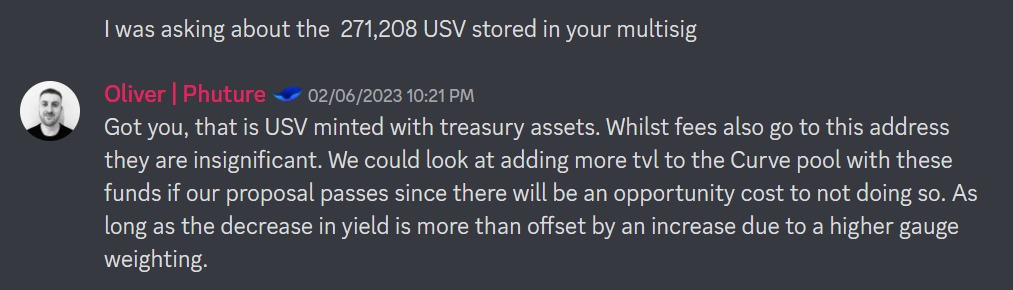 I was asking about the 271,208 USV stored in your multisig
Oliver | Phuture 02/06/2023 10:21 PM
Got you, that is USV minted with treasury assets. Whilst fees also go to this address
they are insignificant. We could look at adding more tvl to the Curve pool with these
funds if our proposal passes since there will be an opportunity cost to not doing so. As
long as the decrease in yield is more than offset by an increase due to a higher gauge
weighting.